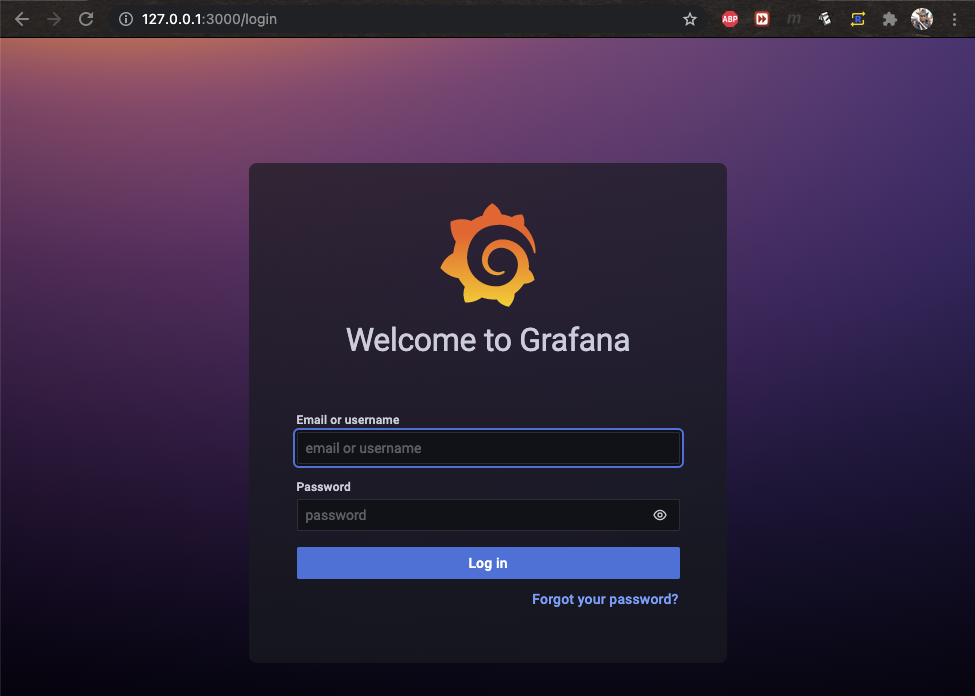 127.0.0.1:3000/login
ABP
m
R
Welcome to Grafana
Email or username
email or username
Password
password
Log in
Forgot your password?